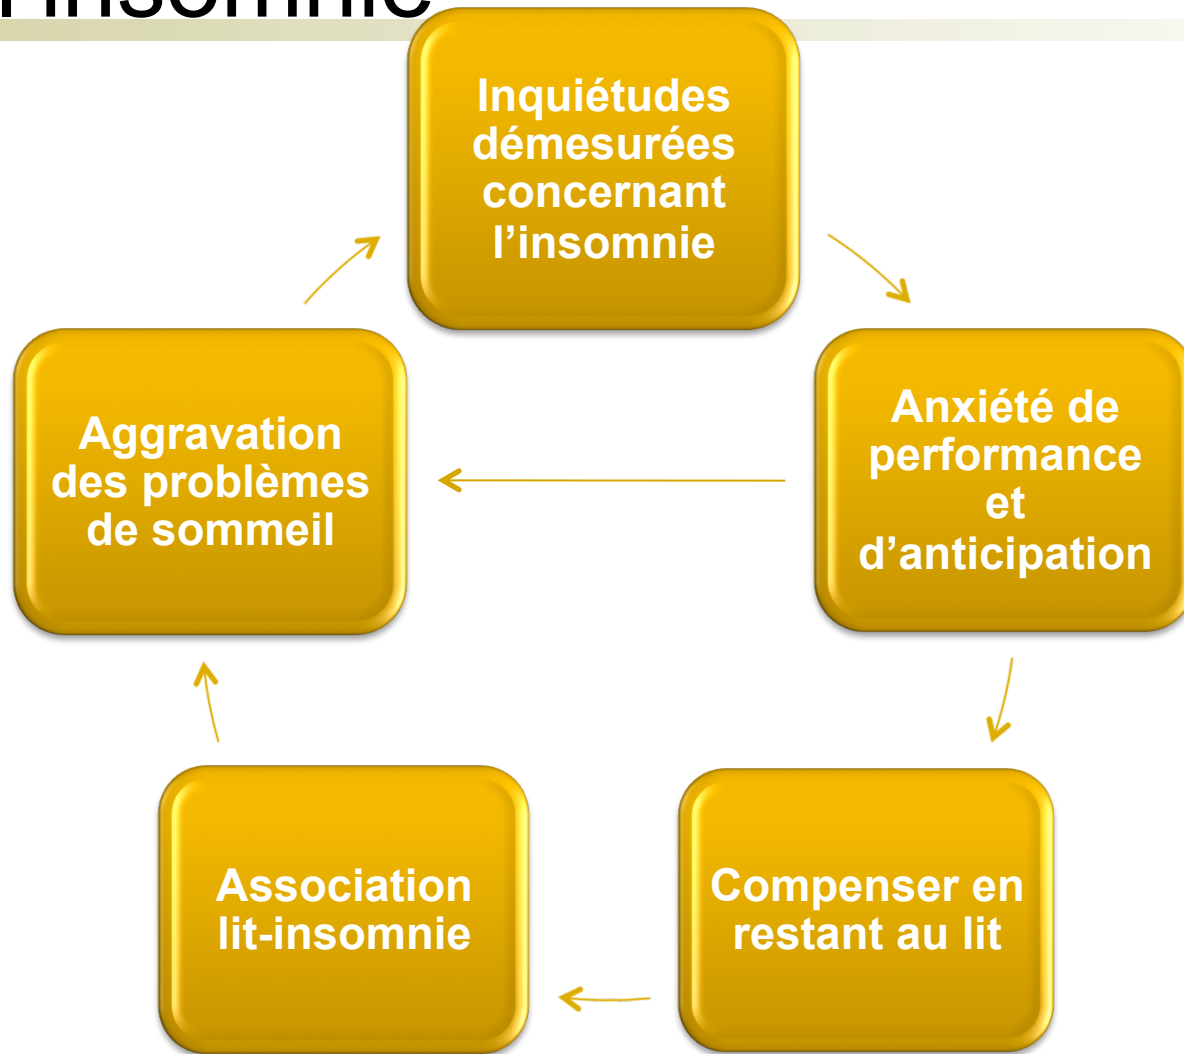 l'insomnie
Inquiétudes
démesurées
concernant
l’insomnie
Anxiété de
performance
et
d’anticipation
Compenser en
restant au lit
Association
lit-insomnie
Aggravation
des problèmes
de sommeil